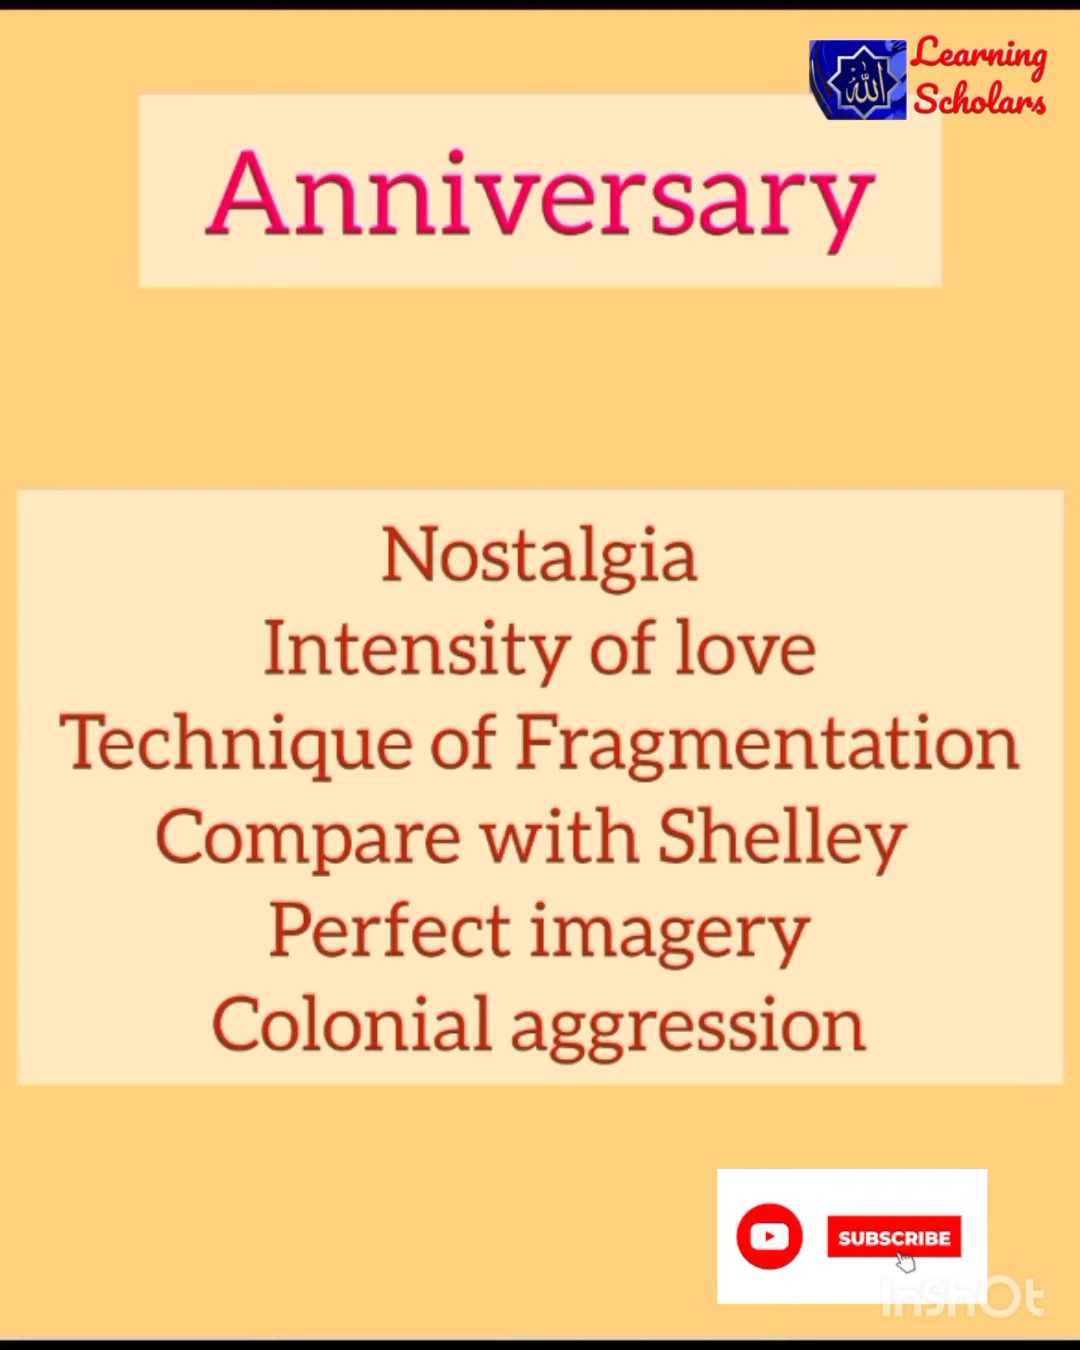 Learning
Scholars
الله
Anniversary
Nostalgia
Intensity of love
Technique of Fragmentation
Compare with Shelley
Perfect imagery
Colonial aggression
SUBSCRIBE
InShOt